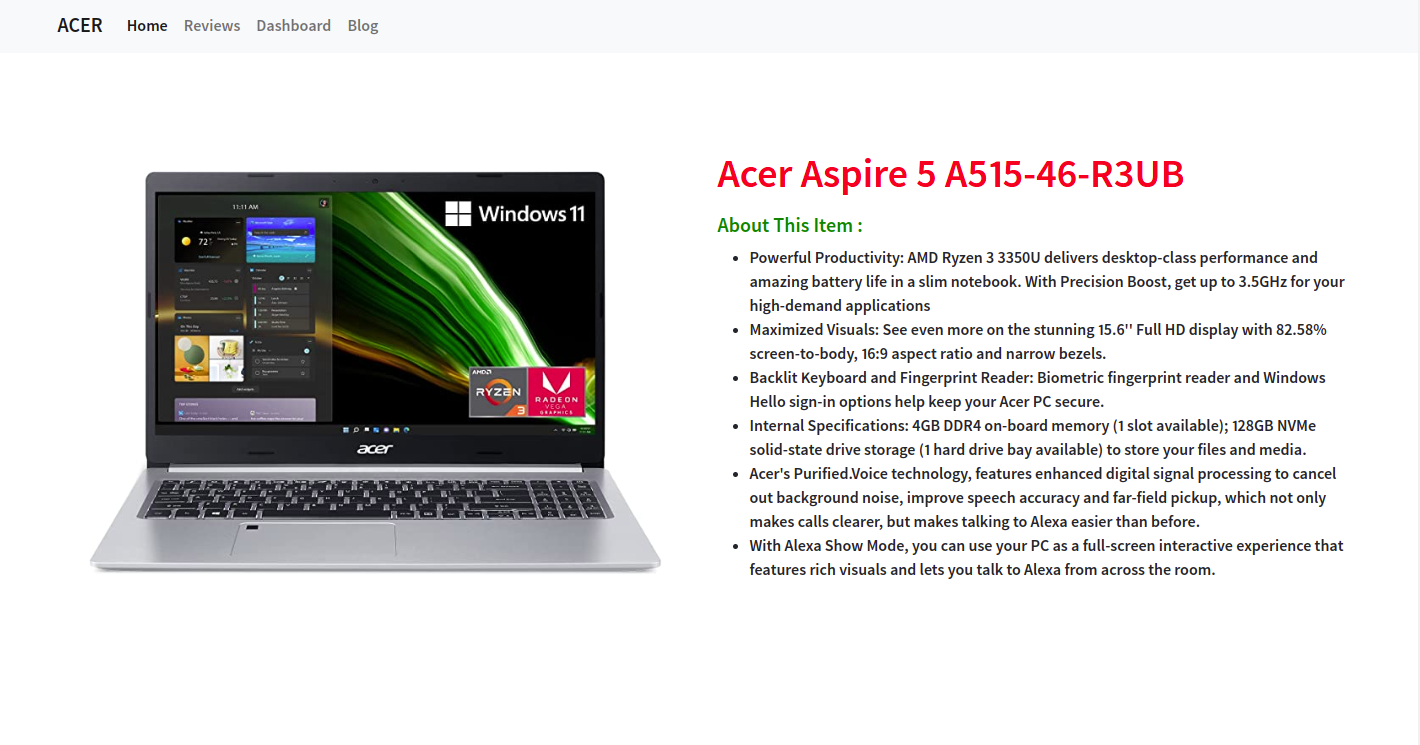 ACER Home Reviews Dashboard Blog
Acer Aspire 5 A515-46-R3UB
About This Item :
Powerful Productivity: AMD Ryzen 3 3350U delivers desktop-class performance and
amazing battery life in a slim notebook. With Precision Boost, get up to 3.5GHz for your
high-demand applications
Maximized Visuals: See even more on the stunning 15.6'' Full HD display with 82.58%
screen-to-body, 16:9 aspect ratio and narrow bezels.
Backlit Keyboard and Fingerprint Reader: Biometric fingerprint reader and Windows
Hello sign-in options help keep your Acer PC secure.
Internal Specifications: 4GB DDR4 on-board memory (1 slot available); 128GB NVMe
solid-state drive storage (1 hard drive bay available) to store your files and media.
Acer's Purified.Voice technology, features enhanced digital signal processing to cancel
out background noise, improve speech accuracy and far-field pickup, which not only
makes calls clearer, but makes talking to Alexa easier than before.
With Alexa Show Mode, you can use your PC as a full-screen interactive experience that
features rich visuals and lets you talk to Alexa from across the room.
11:11 AM
Windows 11
72°
AMD
RYZEN
3
RADEON
VEGA
GRAPHICS
acer